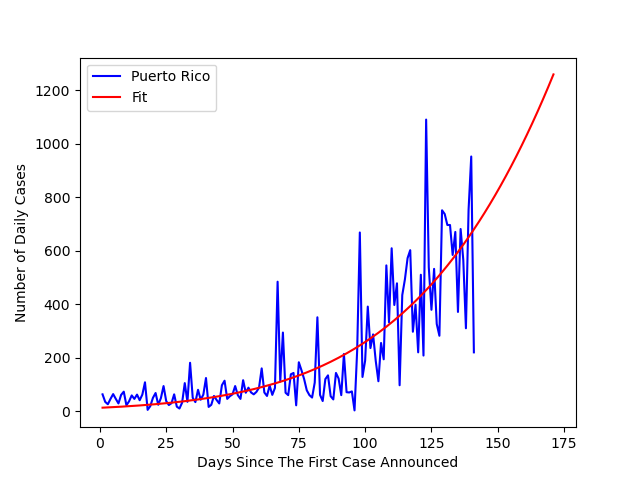 Puerto Rico
Fit
1200
1000
800
600
400
200
0
Number of Daily Cases
0 25 50 75 100 125 150 175
Days Since The First Case Announced